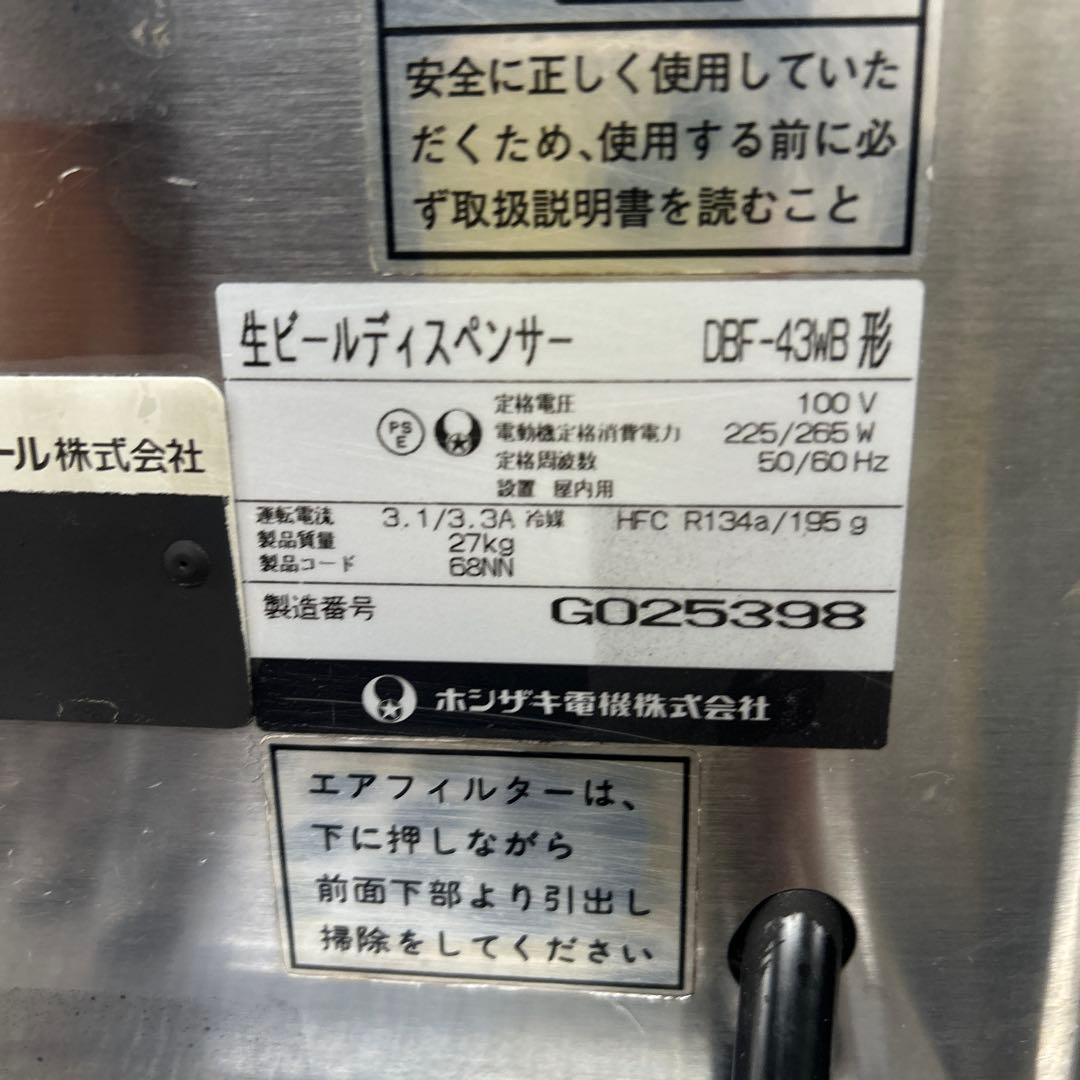 安全に正しく使用していた
だくため、使用する前に必
ず取扱説明書を読むこと
生ビールディスペンサー DBF-43WB 形
PS
E
定格電圧 100 V
電動機定格消費電力 225/265 W
定格周波数 50/60 Hz
設置 屋内用
運転電流 3.1/3.3A 冷媒 HFC R134a/195 g
製品質量 27kg
製品コード 68NN
製造番号 G025398
ホシザキ電機株式会社
ール株式会社
エアフィルターは、
下に押しながら
前面下部より引出し
掃除をしてください